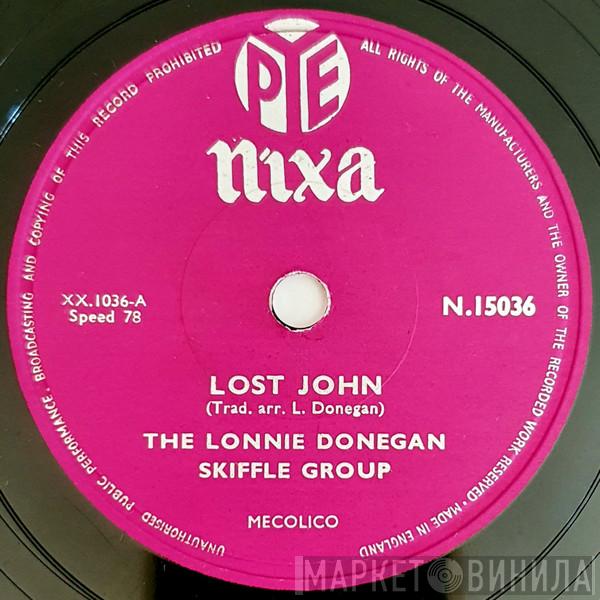 PYE
nixa
XX.1036-A
Speed 78
N.15036
LOST JOHN
(Trad. arr. L. Donegan)
THE LONNIE DONEGAN
SKIFFLE GROUP
MECOLICO
ALL RIGHTS OF THE MANUFACTURERS AND THE OWNER OF THE RECORDED WORK RESERVED · MADE IN ENGLAND
UNAUTHORISED PUBLIC PERFORMANCE, BROADCASTING AND COPYING OF THIS RECORD PROHIBITED
МАРКЕТ ВИНИЛА